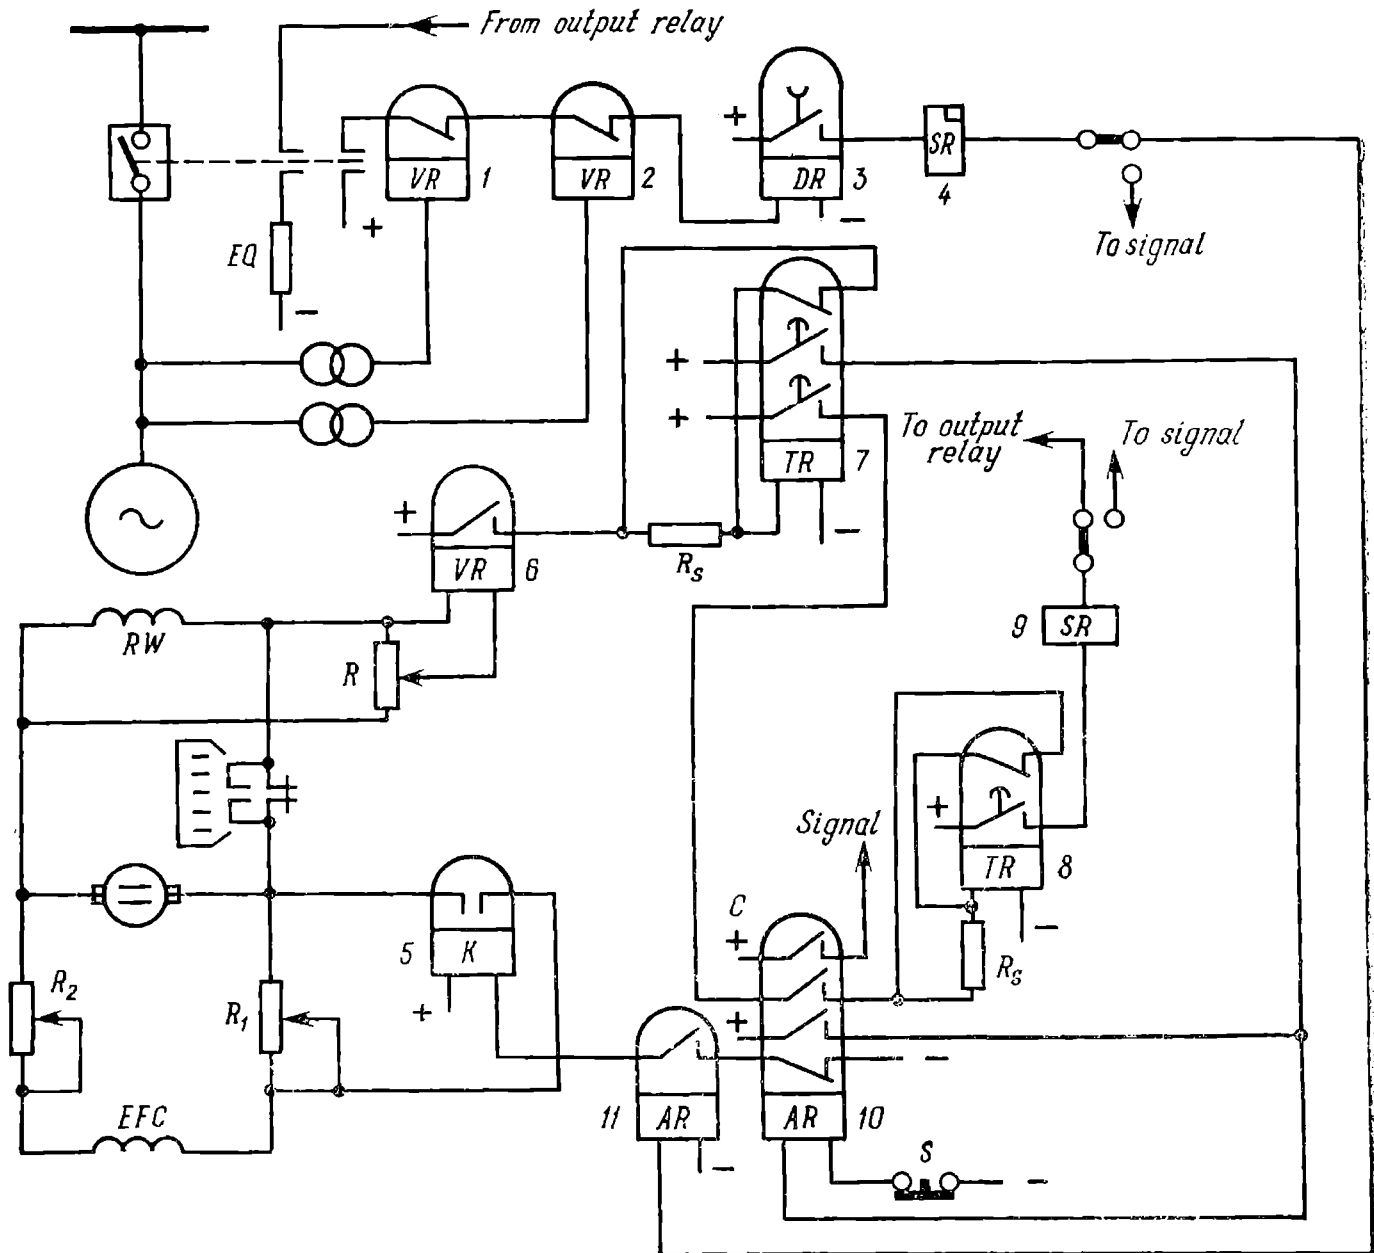 From output relay
+
VR 1
VR 2
DR 3
SR
4
+
-
To signal
EQ
-
+
+
TR 7
-
To output relay
To signal
+
VR 6
Rs
9 SR
RW
R
+
TR 8
-
Signal
C
+
Rs
R2
R1
5 K
+
+
-
EFC
11 AR
-
AR 10
S
-